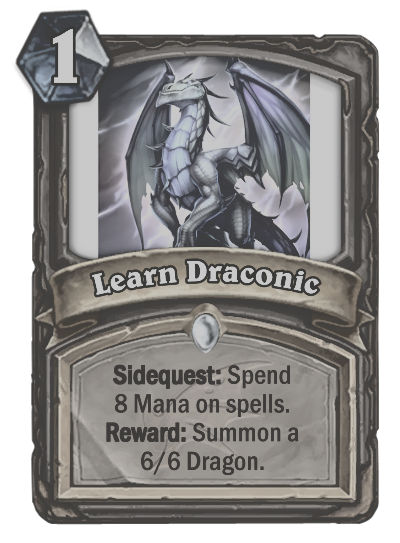 1
Learn Draconic
Sidequest: Spend
8 Mana on spells.
Reward: Summon a
6/6 Dragon.